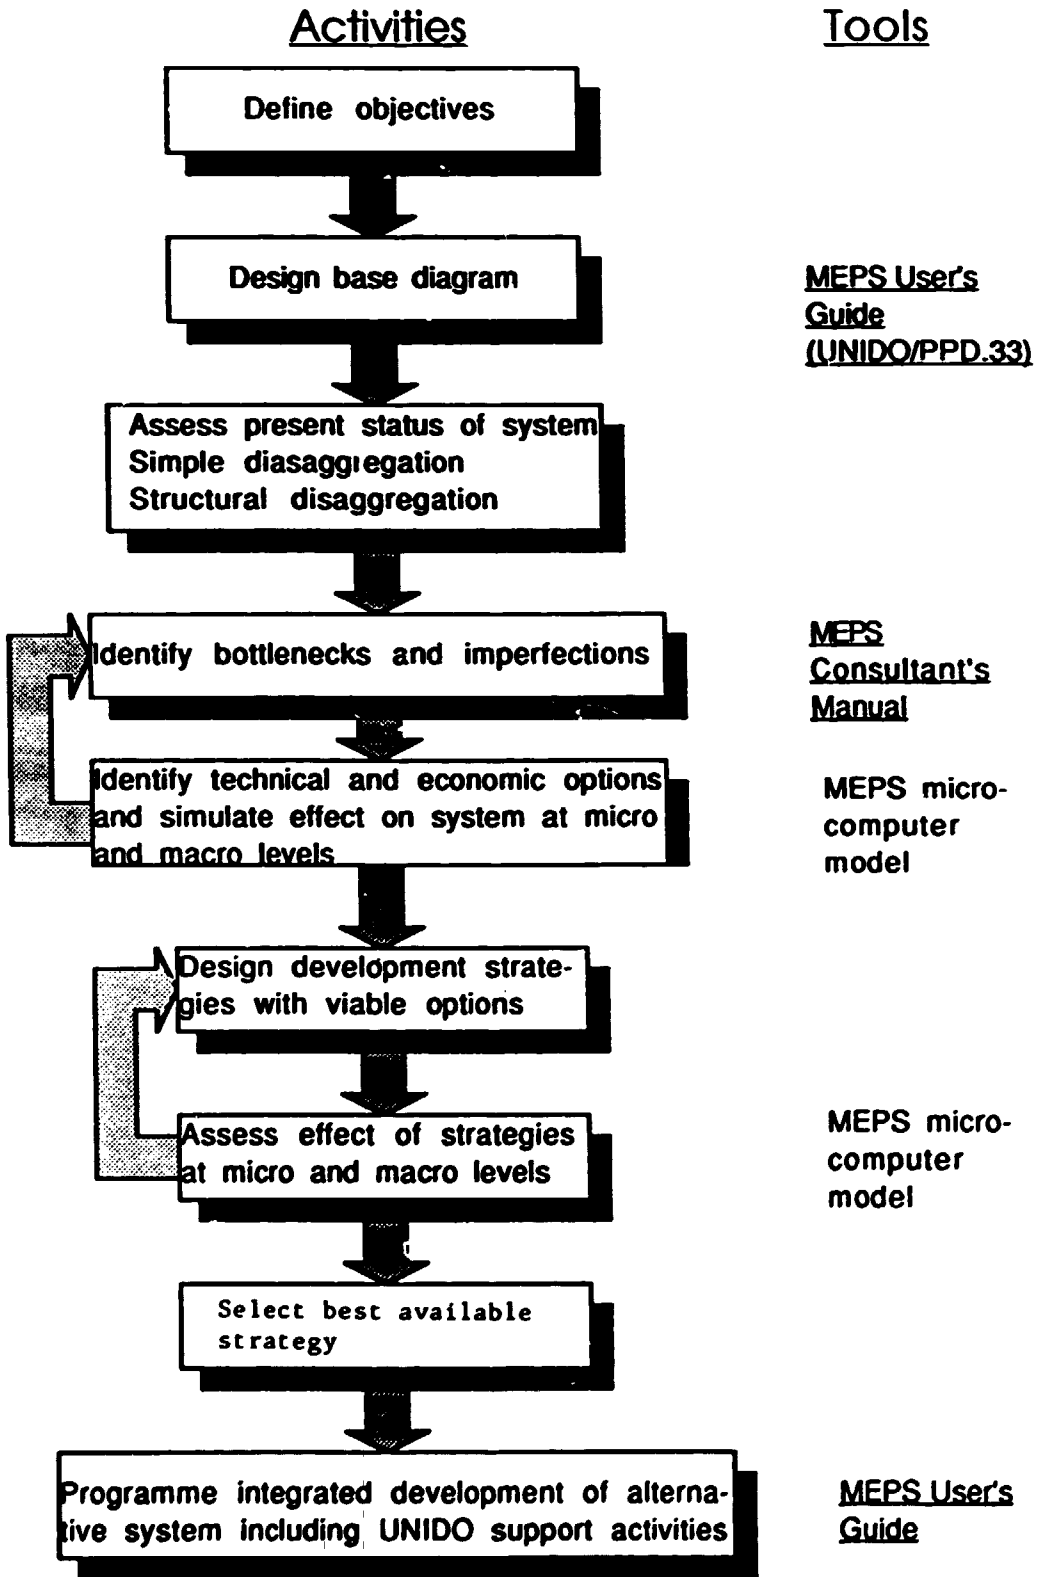 Activities
Tools
Define objectives
Design base diagram
MEPS User's
Guide
(UNIDO/PPD.33)
Assess present status of system
Simple diasaggregation
Structural disaggregation
Identify bottlenecks and imperfections
MEPS
Consultant's
Manual
Identify technical and economic options
and simulate effect on system at micro
and macro levels
MEPS micro-
computer
model
Design development strate-
gies with viable options
Assess effect of strategies
at micro and macro levels
MEPS micro-
computer
model
Select best available
strategy
Programme integrated development of alterna-
tive system including UNIDO support activities
MEPS User's
Guide